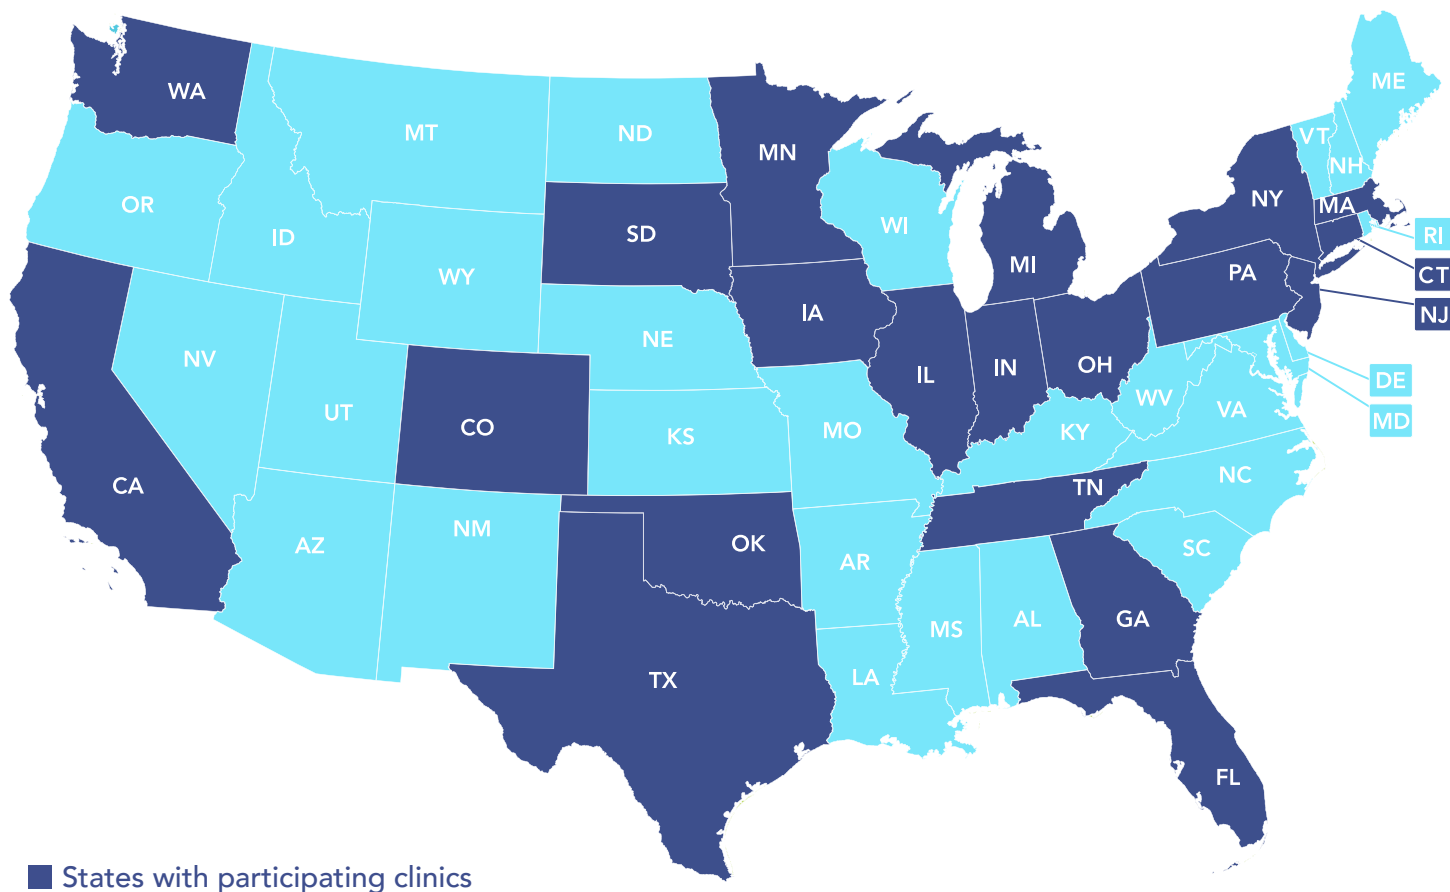 WA
MT
ND
MN
ME
VT
NH
OR
ID
SD
WI
NY
MA
RI
WY
MI
PA
CT
IA
NJ
NV
NE
IL
IN
OH
UT
DE
CO
KS
MO
KY
WV
VA
MD
CA
TN
NC
AZ
NM
OK
AR
SC
MS
AL
GA
TX
LA
FL
States with participating clinics